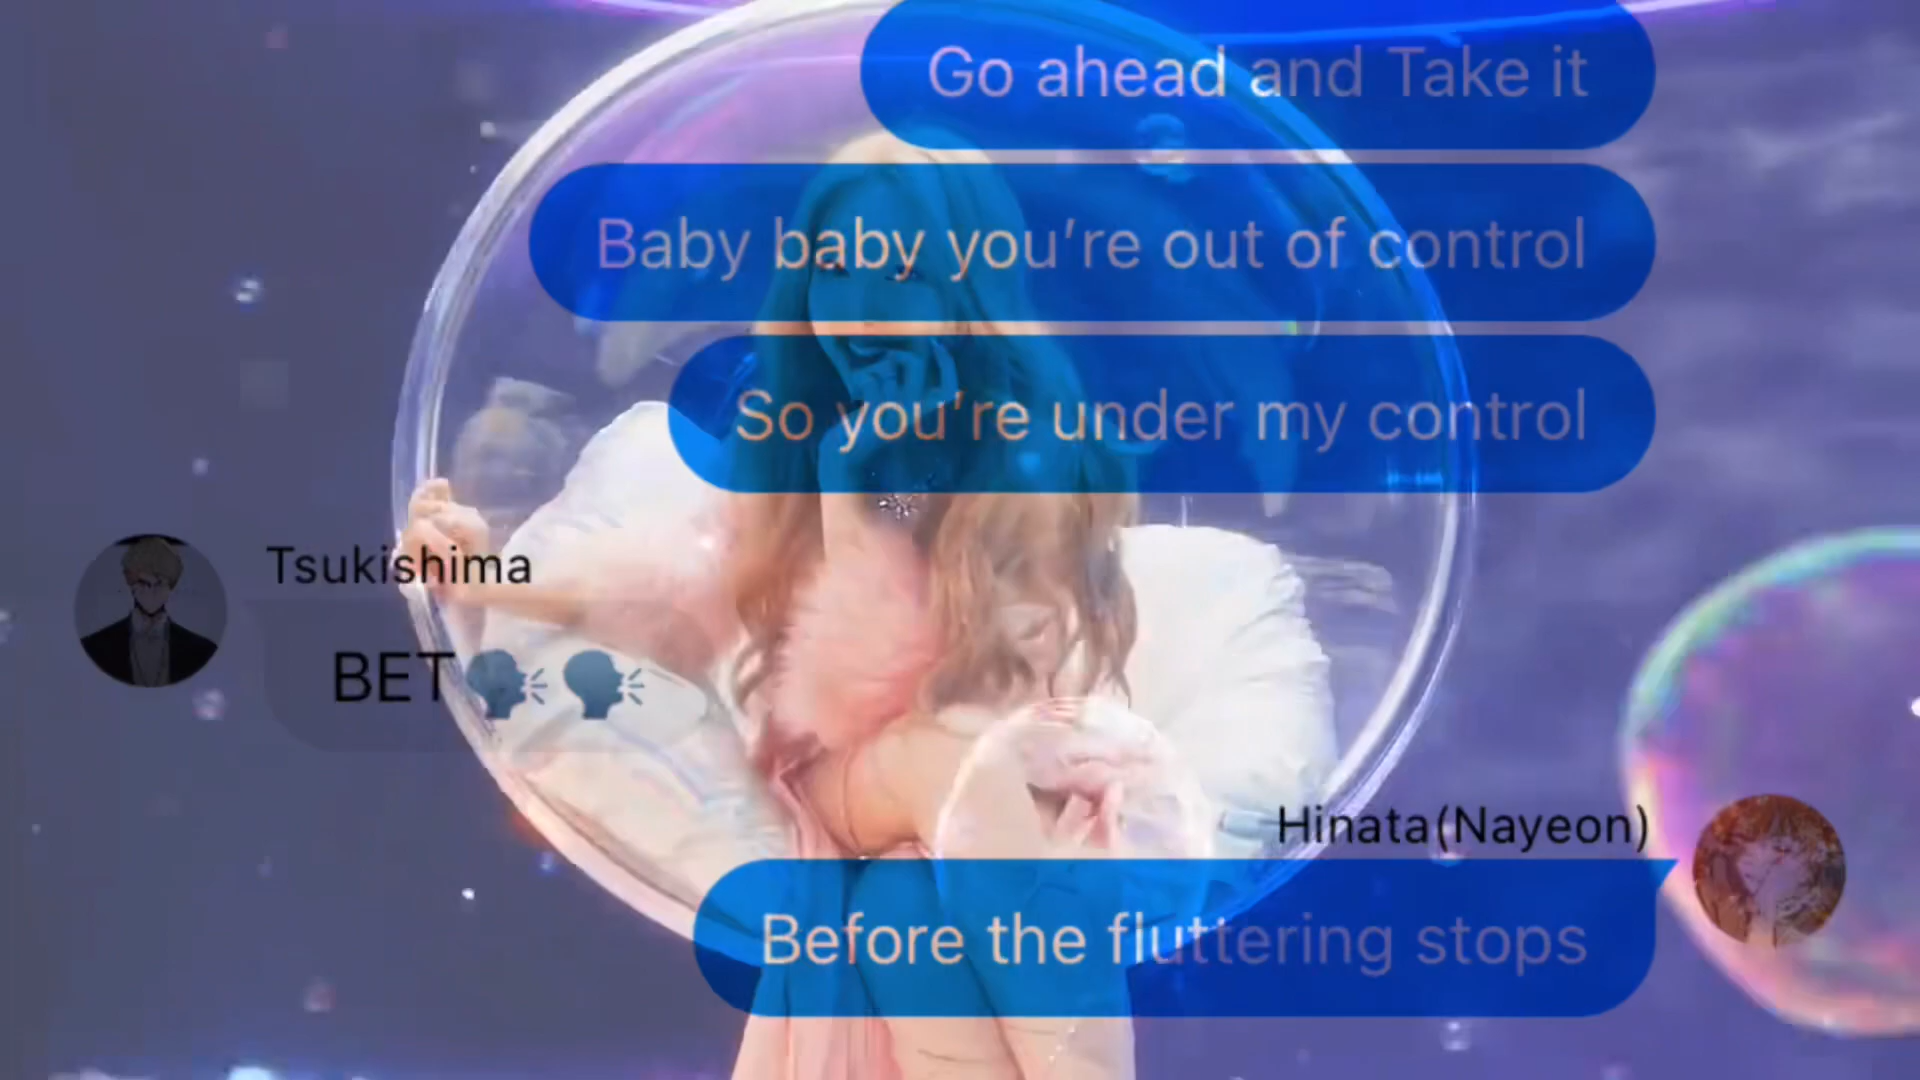 Go ahead and Take it
Baby baby you're out of control
So you're under my control
Tsukishima
BET🗣🗣
Hinata(Nayeon)
Before the fluttering stops